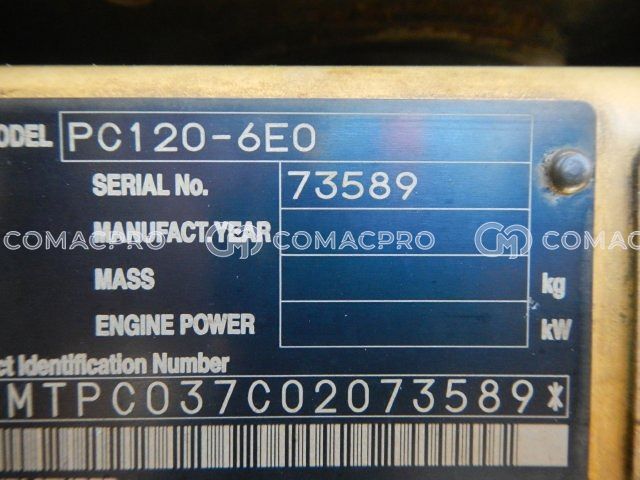 MODEL PC120-6E0
SERIAL No. 73589
MANUFACT.YEAR
COMACPRO COMACPRO COMACPRO
MASS kg
ENGINE POWER kW
ct Identification Number
MTPC037C02073589*